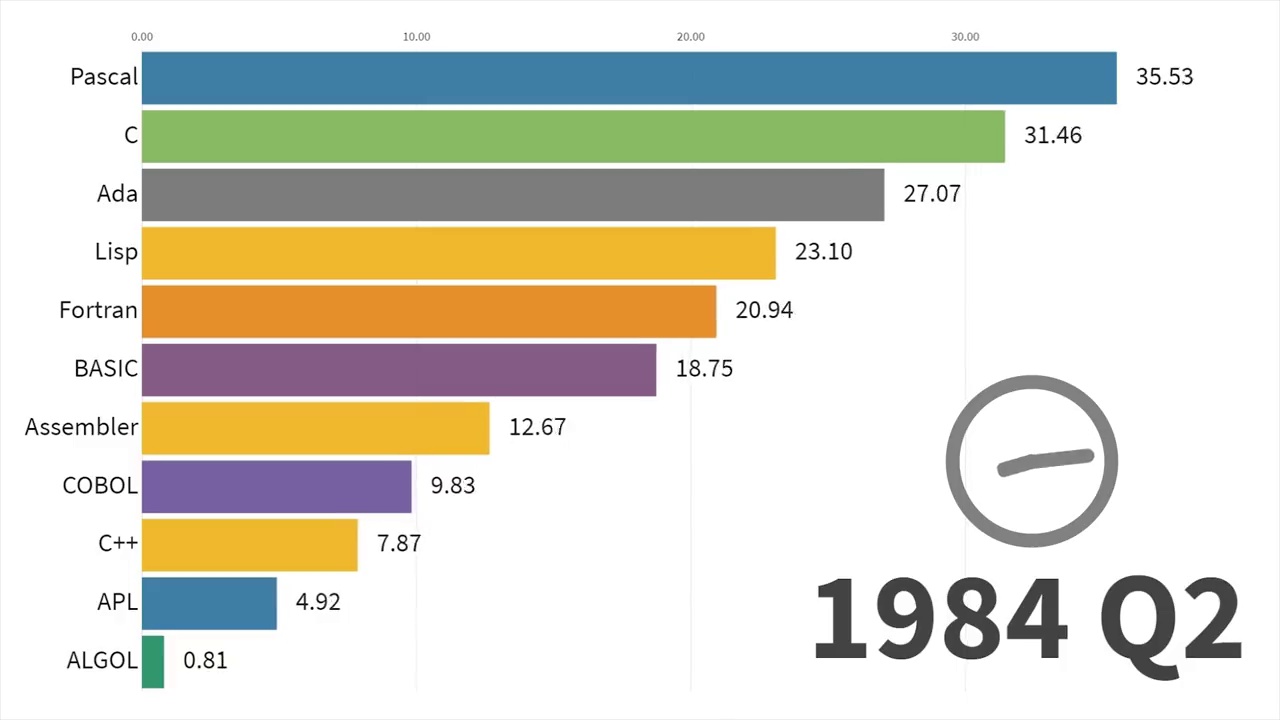 0.00 10.00 20.00 30.00
Pascal 35.53
C 31.46
Ada 27.07
Lisp 23.10
Fortran 20.94
BASIC 18.75
Assembler 12.67
COBOL 9.83
C++ 7.87
APL 4.92
ALGOL 0.81
1984 Q2